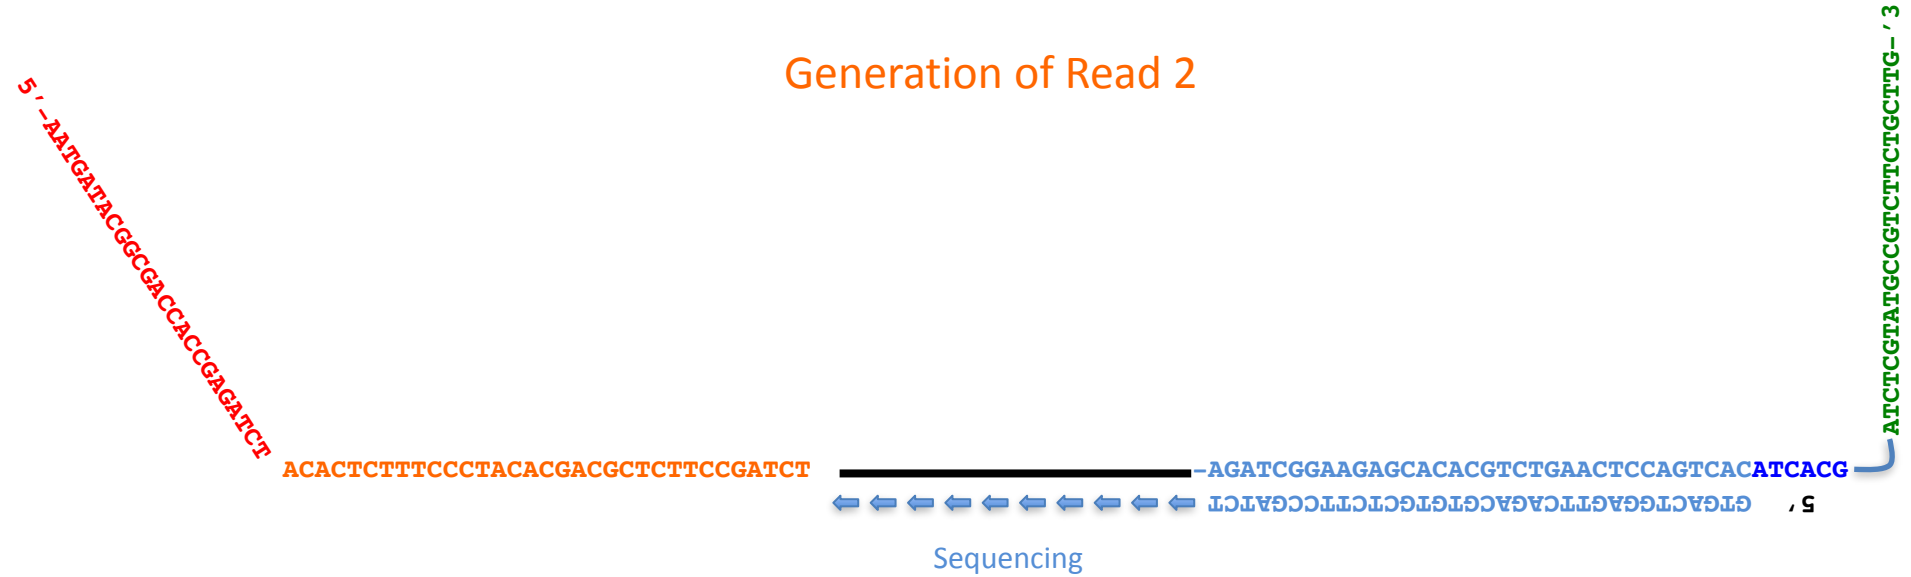 Generation of Read 2
5′-AATGATACGGCGACCACCGAGATCT
ACACTCTTTCCCTACACGACGCTCTTCCGATCT
-AGATCGGAAGAGCACACGTCTGAACTCCAGTCACATCACG
ATCTCGTATGCCGTCTTCTGCTTG-′3
5′ GTGACTGGAGTTCAGACGTGTGCTCTTCCGATCT
Sequencing